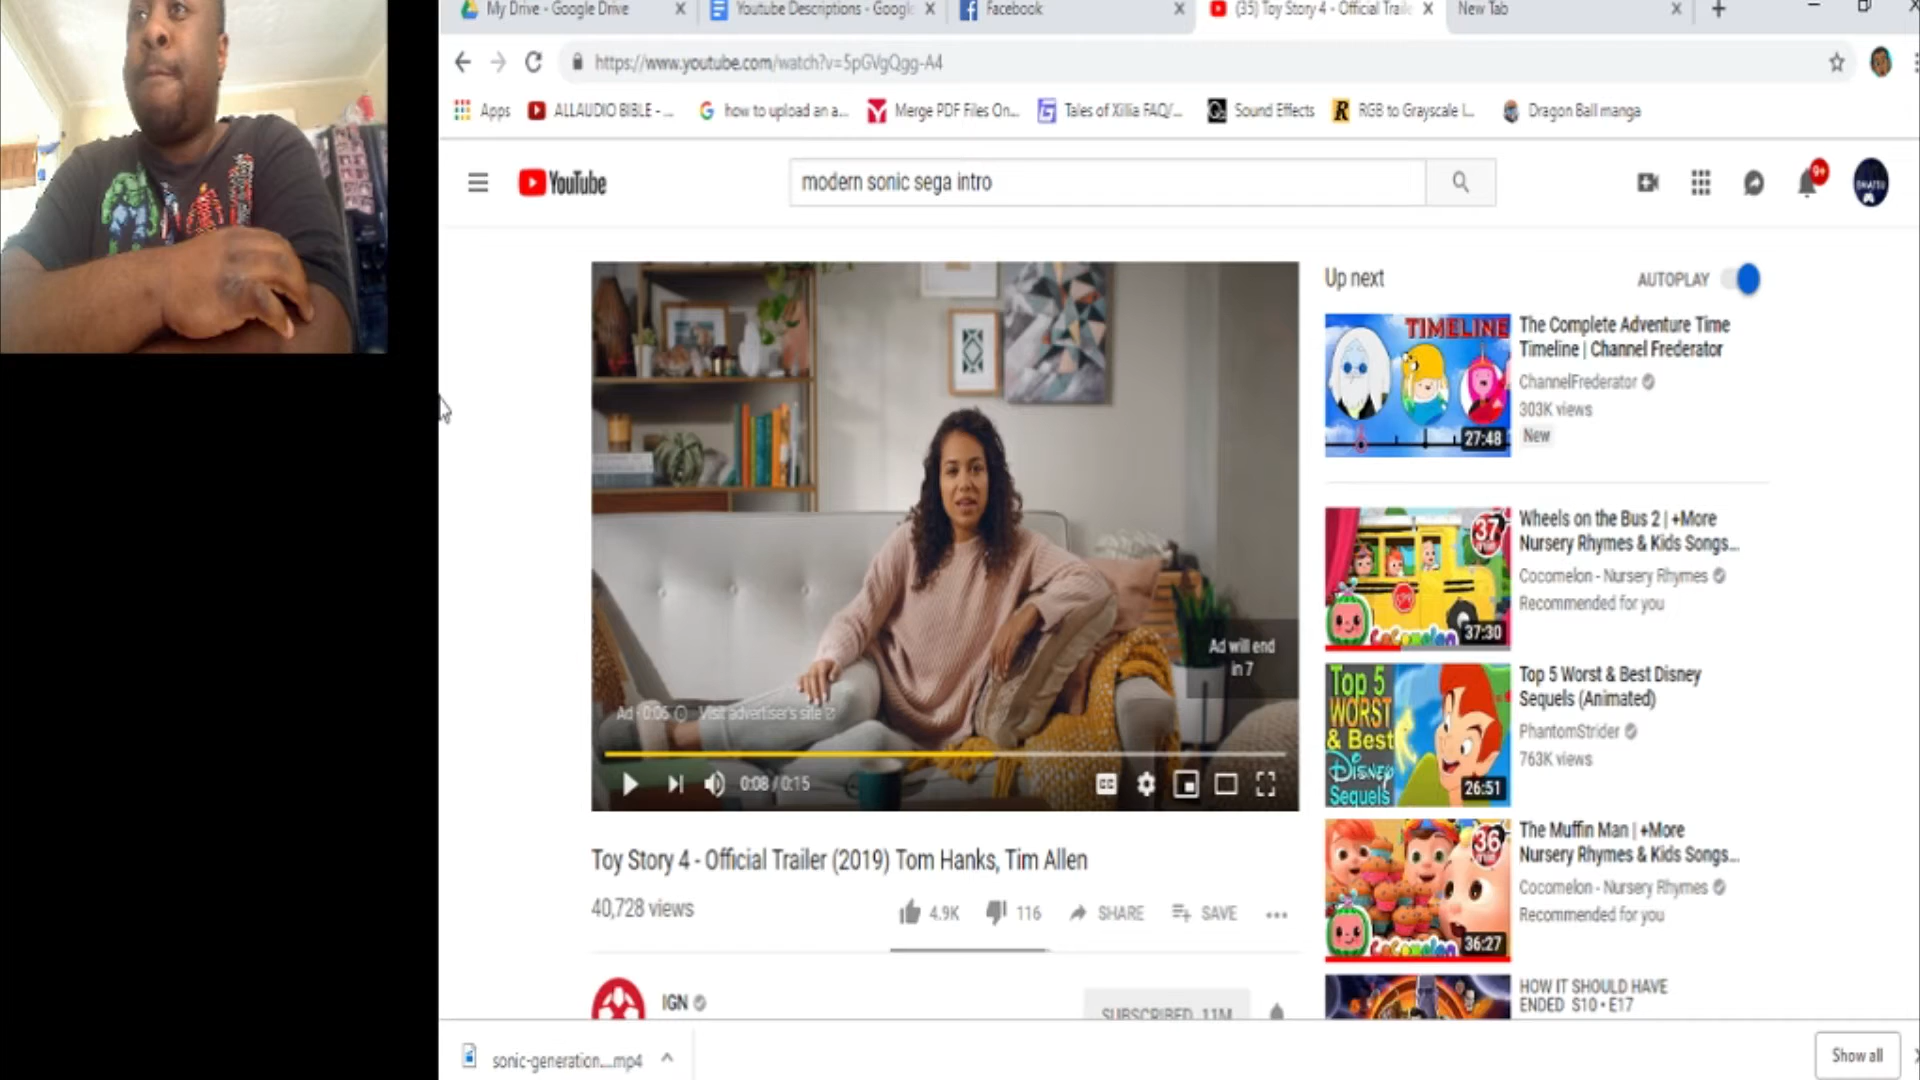 My Drive - Google Drive
Youtube Descriptions - Google
Facebook
(35) Toy Story 4 - Official Traile
New Tab
https://www.youtube.com/watch?v=5pGVgQgg-A4
Apps
ALLAUDIO BIBLE - ...
how to upload an a...
Merge PDF Files On...
Tales of Xillia FAQ/...
Sound Effects
RGB to Grayscale I...
Dragon Ball manga
YouTube
modern sonic sega intro
9+
Up next
AUTOPLAY
TIMELINE
27:48
The Complete Adventure Time
Timeline | Channel Frederator
ChannelFrederator
303K views
New
37
37:30
Wheels on the Bus 2 | +More
Nursery Rhymes & Kids Songs...
Cocomelon - Nursery Rhymes
Recommended for you
Top 5
WORST
& Best
Disney
Sequels
26:51
Top 5 Worst & Best Disney
Sequels (Animated)
PhantomStrider
763K views
36
CoComelon
36:27
The Muffin Man | +More
Nursery Rhymes & Kids Songs...
Cocomelon - Nursery Rhymes
Recommended for you
HOW IT SHOULD HAVE
ENDED S10 • E17
Ad will end
in 7
Ad · 0:06
Visit advertiser's site
0:08 / 0:15
CC
Toy Story 4 - Official Trailer (2019) Tom Hanks, Tim Allen
40,728 views
4.9K
116
SHARE
SAVE
IGN
SUBSCRIBED 11M
sonic-generation....mp4
Show all